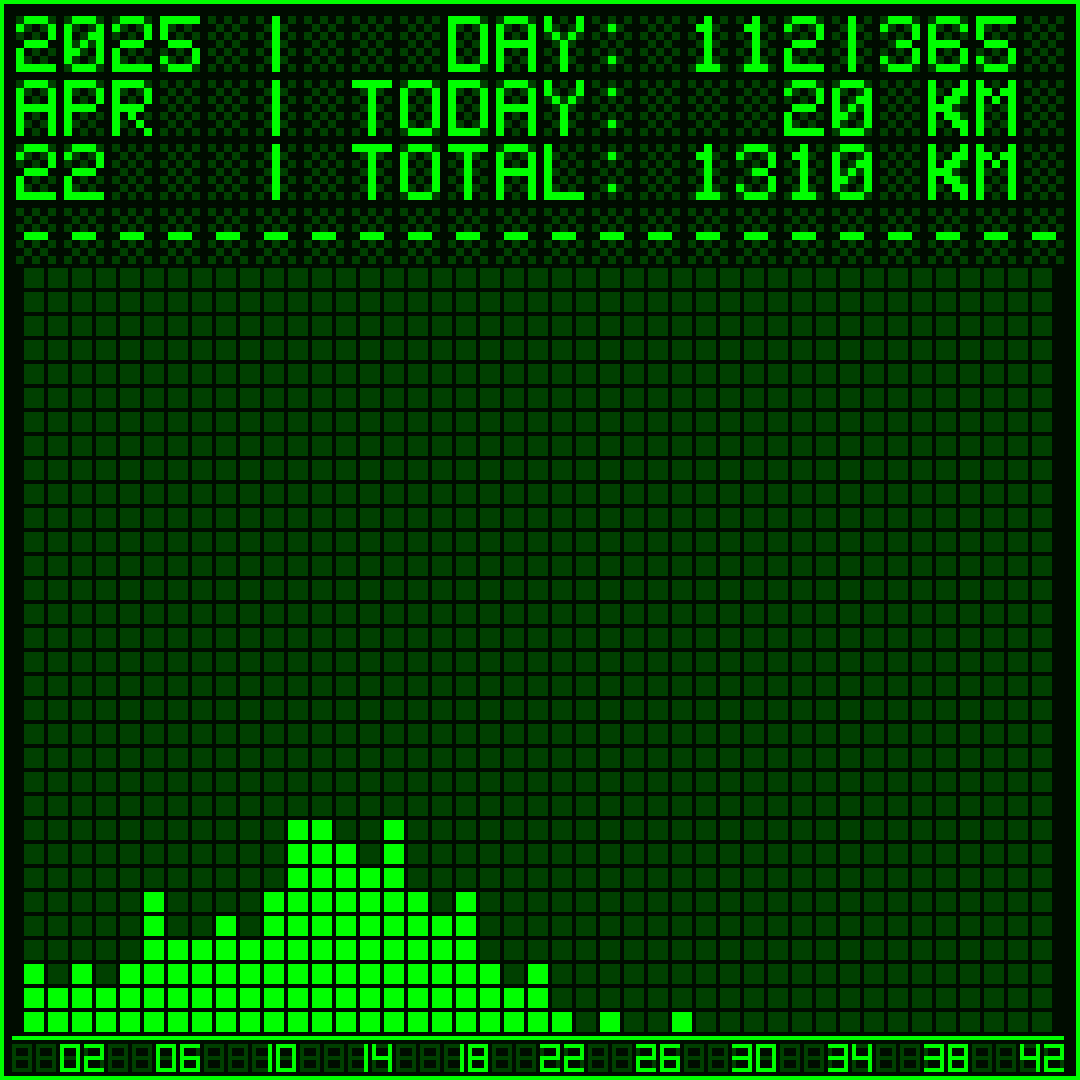 2025 | DAY: 112|365
APR | TODAY: 20 KM
22 | TOTAL: 1310 KM
- - - - - - - - - - - - - - - - - - - - - -
02 06 10 14 18 22 26 30 34 38 42